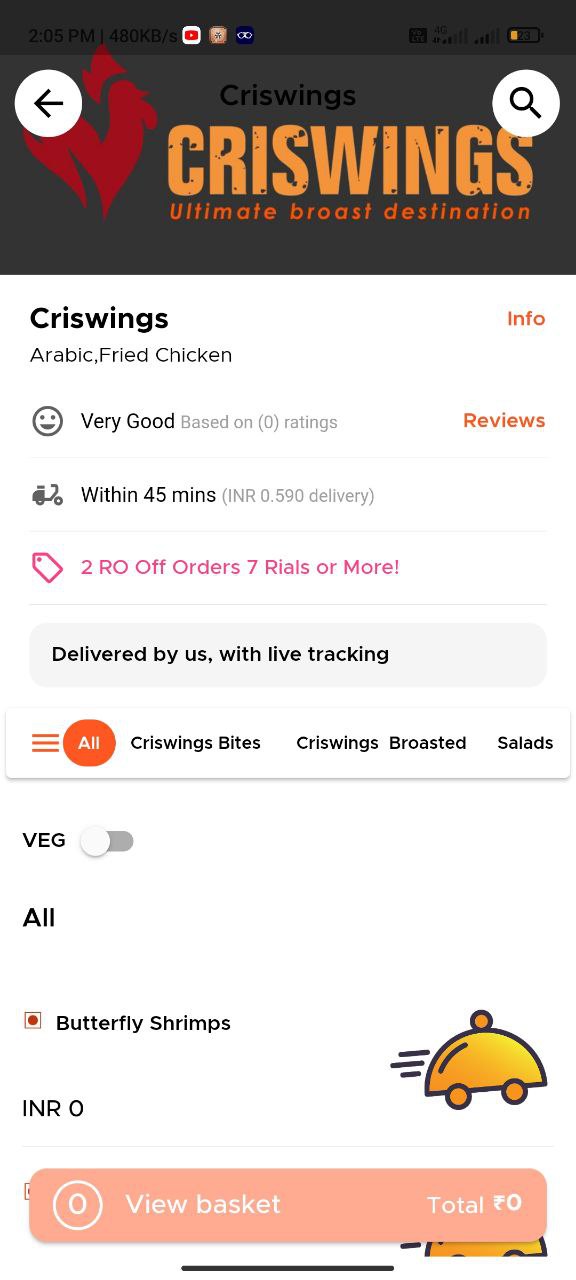 2:05 PM | 480KB/s
4G
23
Criswings
CRISWINGS
Ultimate broast destination
Criswings
Info
Arabic,Fried Chicken
Very Good Based on (0) ratings
Reviews
Within 45 mins (INR 0.590 delivery)
2 RO Off Orders 7 Rials or More!
Delivered by us, with live tracking
All Criswings Bites Criswings Broasted Salads
VEG
All
Butterfly Shrimps
INR 0
0 View basket Total ₹0